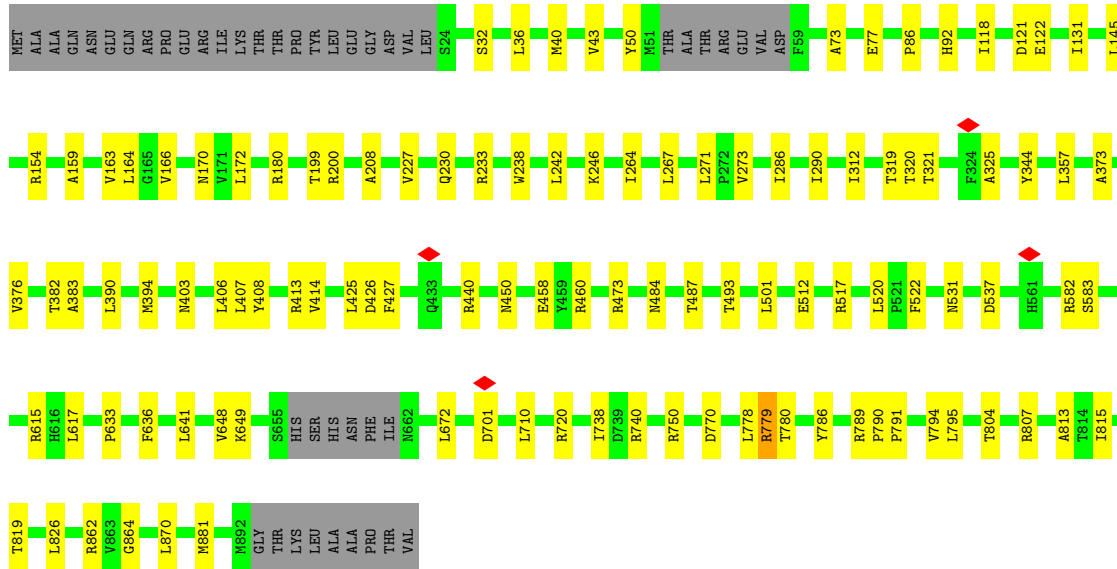 MET ALA ALA GLN ASN GLU GLN ARG PRO GLU ARG ILE LYS THR THR PRO TYR LEU GLU GLY ASP VAL LEU S24 S32 L36 M40 V43 Y50 M51 THR ALA THR ARG GLU VAL ASP F59 A73 E77 P86 H92 I118 D121 E122 I131 L145
R154 A159 V163 L164 G165 V166 N170 V171 L172 R180 T199 R200 A208 V227 Q230 R233 W238 L242 K246 I264 L267 L271 P272 V273 I286 I290 I312 T319 T320 T321 F324 A325 Y344 L357 A373
V376 T382 A383 L390 M394 N403 L406 L407 Y408 R413 V414 L425 D426 F427 Q433 R440 N450 E458 Y459 R460 R473 N484 T487 T493 L501 E512 R517 L520 P521 F522 N531 D537 H561 R582 S583
R615 H616 L617 P633 F636 L641 V648 K649 S655 HIS SER HIS ASN PHE ILE N662 L672 D701 L710 R720 I738 D739 R740 R750 D770 L778 R779 T780 Y786 R789 P790 P791 V794 L795 T804 R807 A813 T814 I815
T819 L826 R862 V863 G864 L870 M881 M892 GLY THR LYS LEU ALA ALA PRO THR VAL